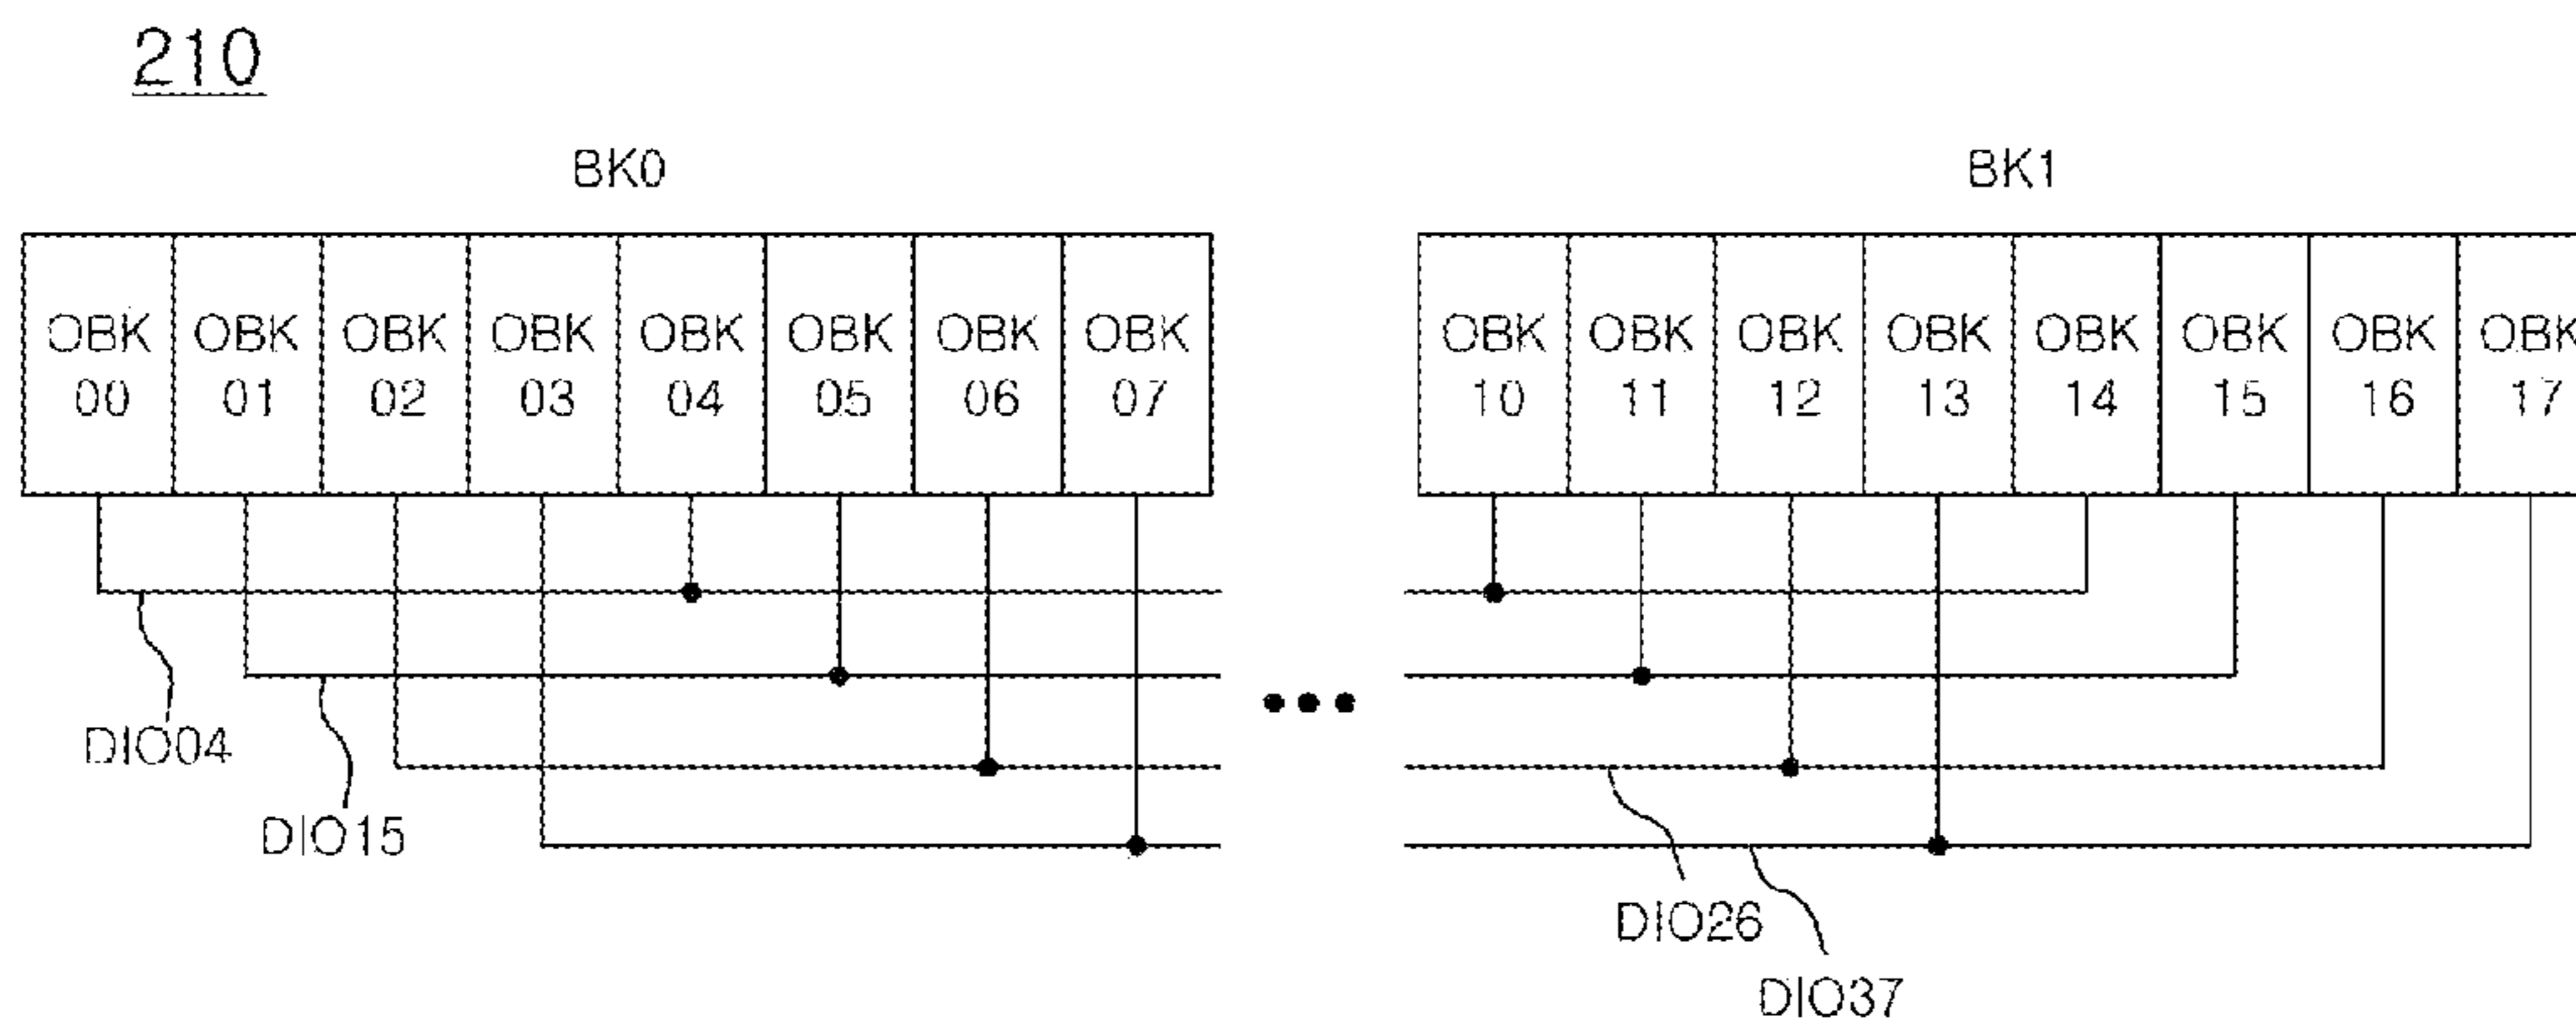 210
BK0
BK1
OBK 00
OBK 01
OBK 02
OBK 03
OBK 04
OBK 05
OBK 06
OBK 07
OBK 10
OBK 11
OBK 12
OBK 13
OBK 14
OBK 15
OBK 16
OBK 17
DIO04
DIO15
DIO26
DIO37